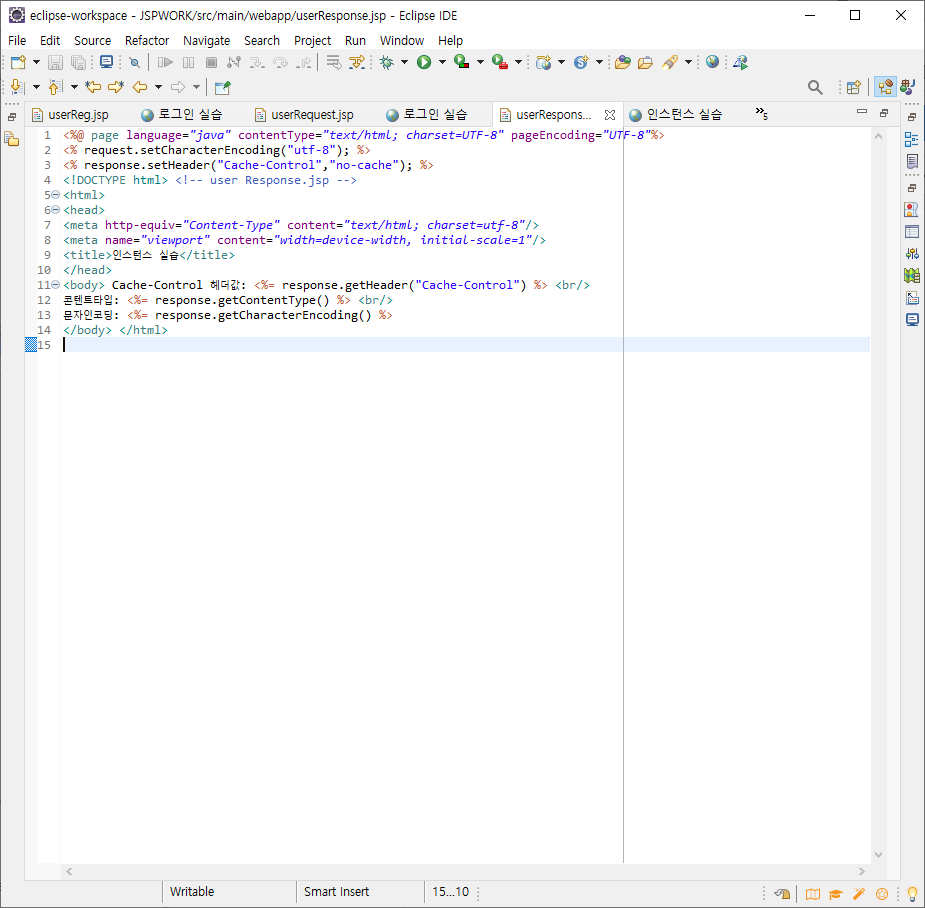 eclipse-workspace - JSPWORK/src/main/webapp/userResponse.jsp - Eclipse IDE
File Edit Source Refactor Navigate Search Project Run Window Help
userReg.jsp 로그인 실습 userRequest.jsp 로그인 실습 userRespons... 인스턴스 실습 »5
1 <%@ page language="java" contentType="text/html; charset=UTF-8" pageEncoding="UTF-8"%>
2 <% request.setCharacterEncoding("utf-8"); %>
3 <% response.setHeader("Cache-Control","no-cache"); %>
4 <!DOCTYPE html> <!-- user Response.jsp -->
5 <html>
6 <head>
7 <meta http-equiv="Content-Type" content="text/html; charset=utf-8"/>
8 <meta name="viewport" content="width=device-width, initial-scale=1"/>
9 <title>인스턴스 실습</title>
10 </head>
11 <body> Cache-Control 헤더값: <%= response.getHeader("Cache-Control") %> <br/>
12 콘텐트타입: <%= response.getContentType() %> <br/>
13 문자인코딩: <%= response.getCharacterEncoding() %>
14 </body> </html>
15
Writable Smart Insert 15...10